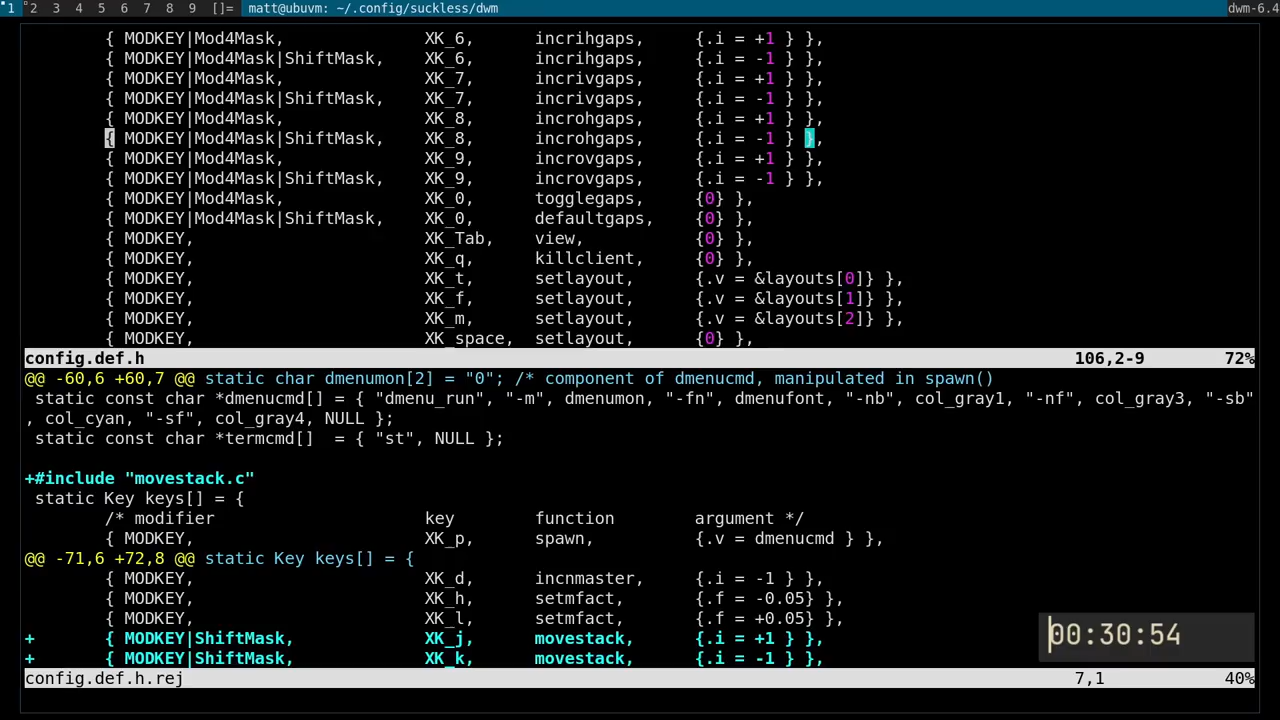 1 2 3 4 5 6 7 8 9 []= matt@ubuvm: ~/.config/suckless/dwm dwm-6.4
{ MODKEY|Mod4Mask, XK_6, incrihgaps, {.i = +1 } },
{ MODKEY|Mod4Mask|ShiftMask, XK_6, incrihgaps, {.i = -1 } },
{ MODKEY|Mod4Mask, XK_7, incrivgaps, {.i = +1 } },
{ MODKEY|Mod4Mask|ShiftMask, XK_7, incrivgaps, {.i = -1 } },
{ MODKEY|Mod4Mask, XK_8, incrohgaps, {.i = +1 } },
{ MODKEY|Mod4Mask|ShiftMask, XK_8, incrohgaps, {.i = -1 } },
{ MODKEY|Mod4Mask, XK_9, incrovgaps, {.i = +1 } },
{ MODKEY|Mod4Mask|ShiftMask, XK_9, incrovgaps, {.i = -1 } },
{ MODKEY|Mod4Mask, XK_0, togglegaps, {0} },
{ MODKEY|Mod4Mask|ShiftMask, XK_0, defaultgaps, {0} },
{ MODKEY, XK_Tab, view, {0} },
{ MODKEY, XK_q, killclient, {0} },
{ MODKEY, XK_t, setlayout, {.v = &layouts[0]} },
{ MODKEY, XK_f, setlayout, {.v = &layouts[1]} },
{ MODKEY, XK_m, setlayout, {.v = &layouts[2]} },
{ MODKEY, XK_space, setlayout, {0} },
config.def.h 106,2-9 72%
@@ -60,6 +60,7 @@ static char dmenumon[2] = "0"; /* component of dmenucmd, manipulated in spawn()
static const char *dmenucmd[] = { "dmenu_run", "-m", dmenumon, "-fn", dmenufont, "-nb", col_gray1, "-nf", col_gray3, "-sb"
, col_cyan, "-sf", col_gray4, NULL };
static const char *termcmd[] = { "st", NULL };
+#include "movestack.c"
static Key keys[] = {
/* modifier key function argument */
{ MODKEY, XK_p, spawn, {.v = dmenucmd } },
@@ -71,6 +72,8 @@ static Key keys[] = {
{ MODKEY, XK_d, incnmaster, {.i = -1 } },
{ MODKEY, XK_h, setmfact, {.f = -0.05} },
{ MODKEY, XK_l, setmfact, {.f = +0.05} },
+ { MODKEY|ShiftMask, XK_j, movestack, {.i = +1 } },
+ { MODKEY|ShiftMask, XK_k, movestack, {.i = -1 } },
00:30:54
config.def.h.rej 7,1 40%